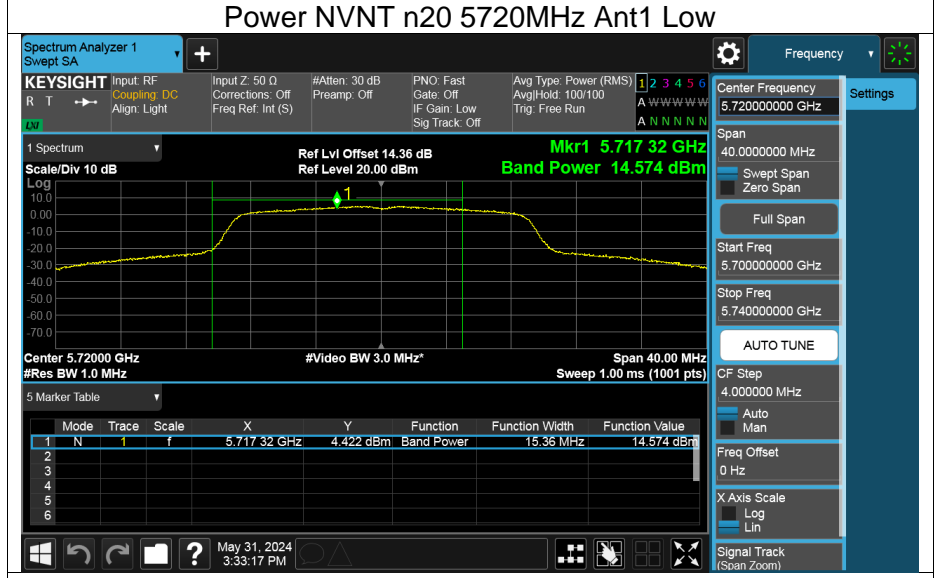 Power NVNT n20 5720MHz Ant1 Low
Spectrum Analyzer 1
Swept SA
+
Frequency
KEYSIGHT
R T
LXI
Input: RF
Coupling: DC
Align: Light
Input Z: 50 Ω
Corrections: Off
Freq Ref: Int (S)
#Atten: 30 dB
Preamp: Off
PNO: Fast
Gate: Off
IF Gain: Low
Sig Track: Off
Avg Type: Power (RMS)
Avg|Hold: 100/100
Trig: Free Run
1 2 3 4 5 6
A W W W W W
A N N N N N
1 Spectrum
Scale/Div 10 dB
Ref Lvl Offset 14.36 dB
Ref Level 20.00 dBm
Mkr1 5.717 32 GHz
Band Power 14.574 dBm
Log
10.0
0.00
-10.0
-20.0
-30.0
-40.0
-50.0
-60.0
-70.0
1
Center 5.72000 GHz
#Res BW 1.0 MHz
#Video BW 3.0 MHz*
Span 40.00 MHz
Sweep 1.00 ms (1001 pts)
5 Marker Table
Mode Trace Scale X Y Function Function Width Function Value
1 N 1 f 5.717 32 GHz 4.422 dBm Band Power 15.36 MHz 14.574 dBm
2
3
4
5
6
?
May 31, 2024
3:33:17 PM
Center Frequency
5.720000000 GHz
Span
40.0000000 MHz
Swept Span
Zero Span
Full Span
Start Freq
5.700000000 GHz
Stop Freq
5.740000000 GHz
AUTO TUNE
CF Step
4.000000 MHz
Auto
Man
Freq Offset
0 Hz
X Axis Scale
Log
Lin
Signal Track
(Span Zoom)
Settings